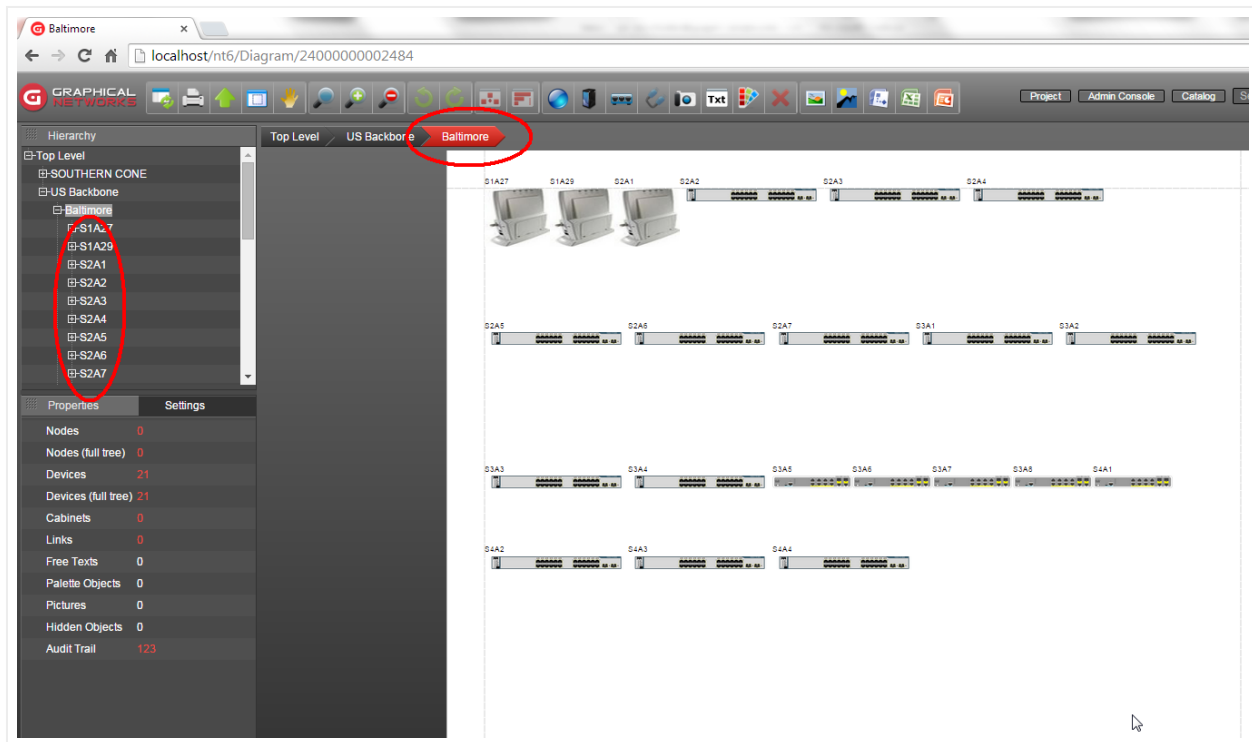 Baltimore
localhost/nt6/Diagram/24000000002484
GRAPHICAL NETWORKS
Txt
Project Admin Console Catalog
Hierarchy
Top Level US Backbone Baltimore
Top Level
SOUTHERN CONE
US Backbone
Baltimore
S1A27
S1A29
S2A1
S2A2
S2A3
S2A4
S2A5
S2A6
S2A7
Properties Settings
Nodes 0
Nodes (full tree) 0
Devices 21
Devices (full tree) 21
Cabinets 0
Links 0
Free Texts 0
Palette Objects 0
Pictures 0
Hidden Objects 0
Audit Trail 123
S1A27 S1A29 S2A1 S2A2 S2A3 S2A4
S2A5 S2A6 S2A7 S3A1 S3A2
S3A3 S3A4 S3A5 S3A6 S3A7 S3A8 S4A1
S4A2 S4A3 S4A4